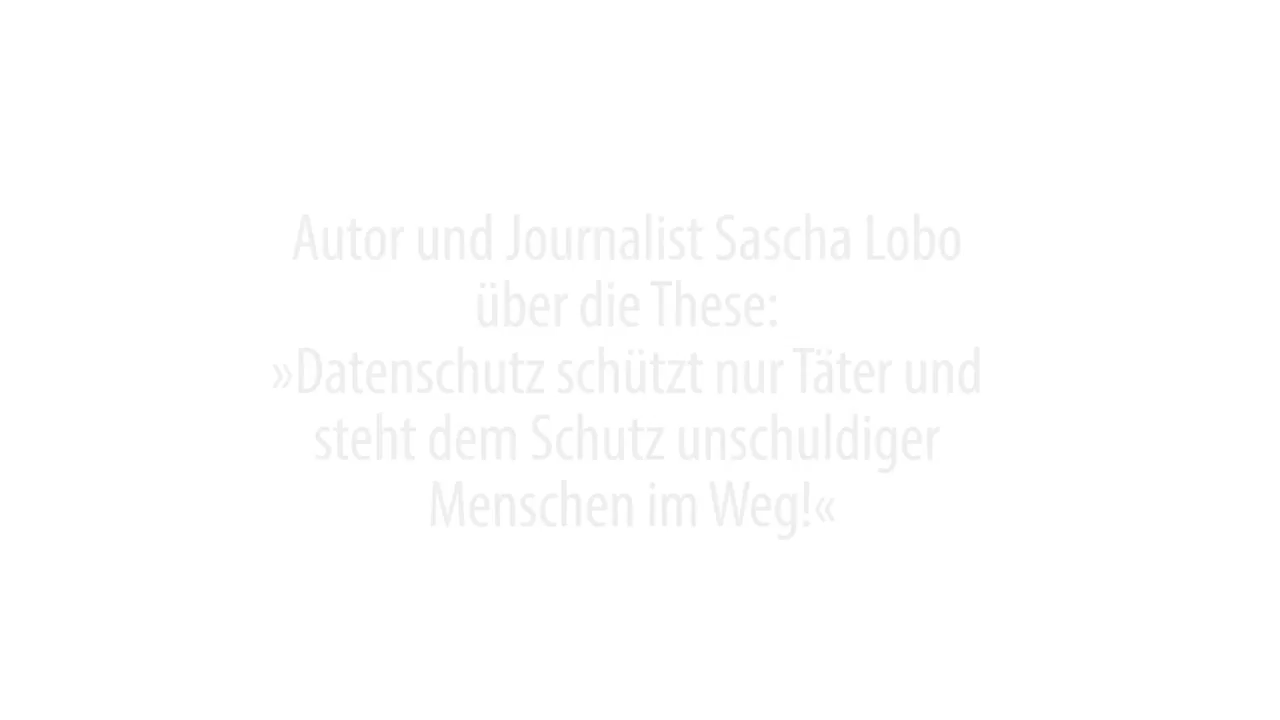 Autor und Journalist Sascha Lobo
über die These:
»Datenschutz schützt nur Täter und
steht dem Schutz unschuldiger
Menschen im Weg!«